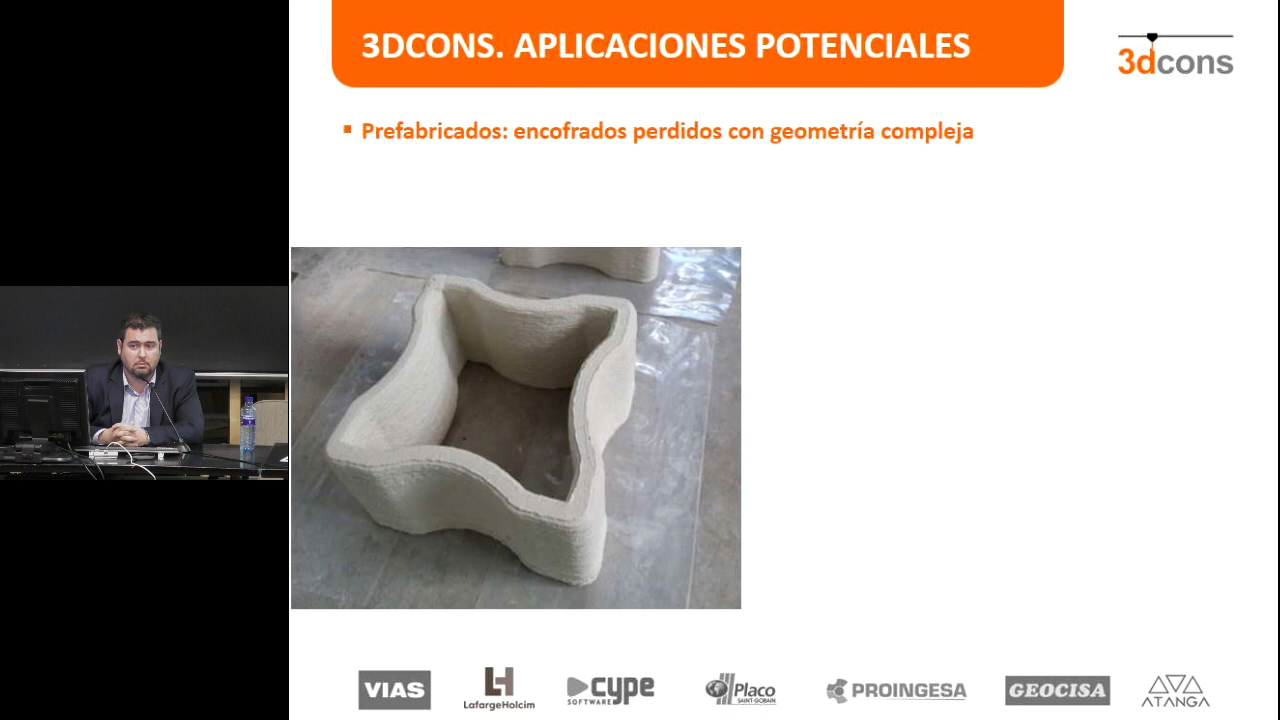 3DCONS. APLICACIONES POTENCIALES
3dcons
▪ Prefabricados: encofrados perdidos con geometría compleja
VIAS
LafargeHolcim
cype
SOFTWARE
Placo
SAINT-GOBAIN
PROINGESA
GEOCISA
ATANGA